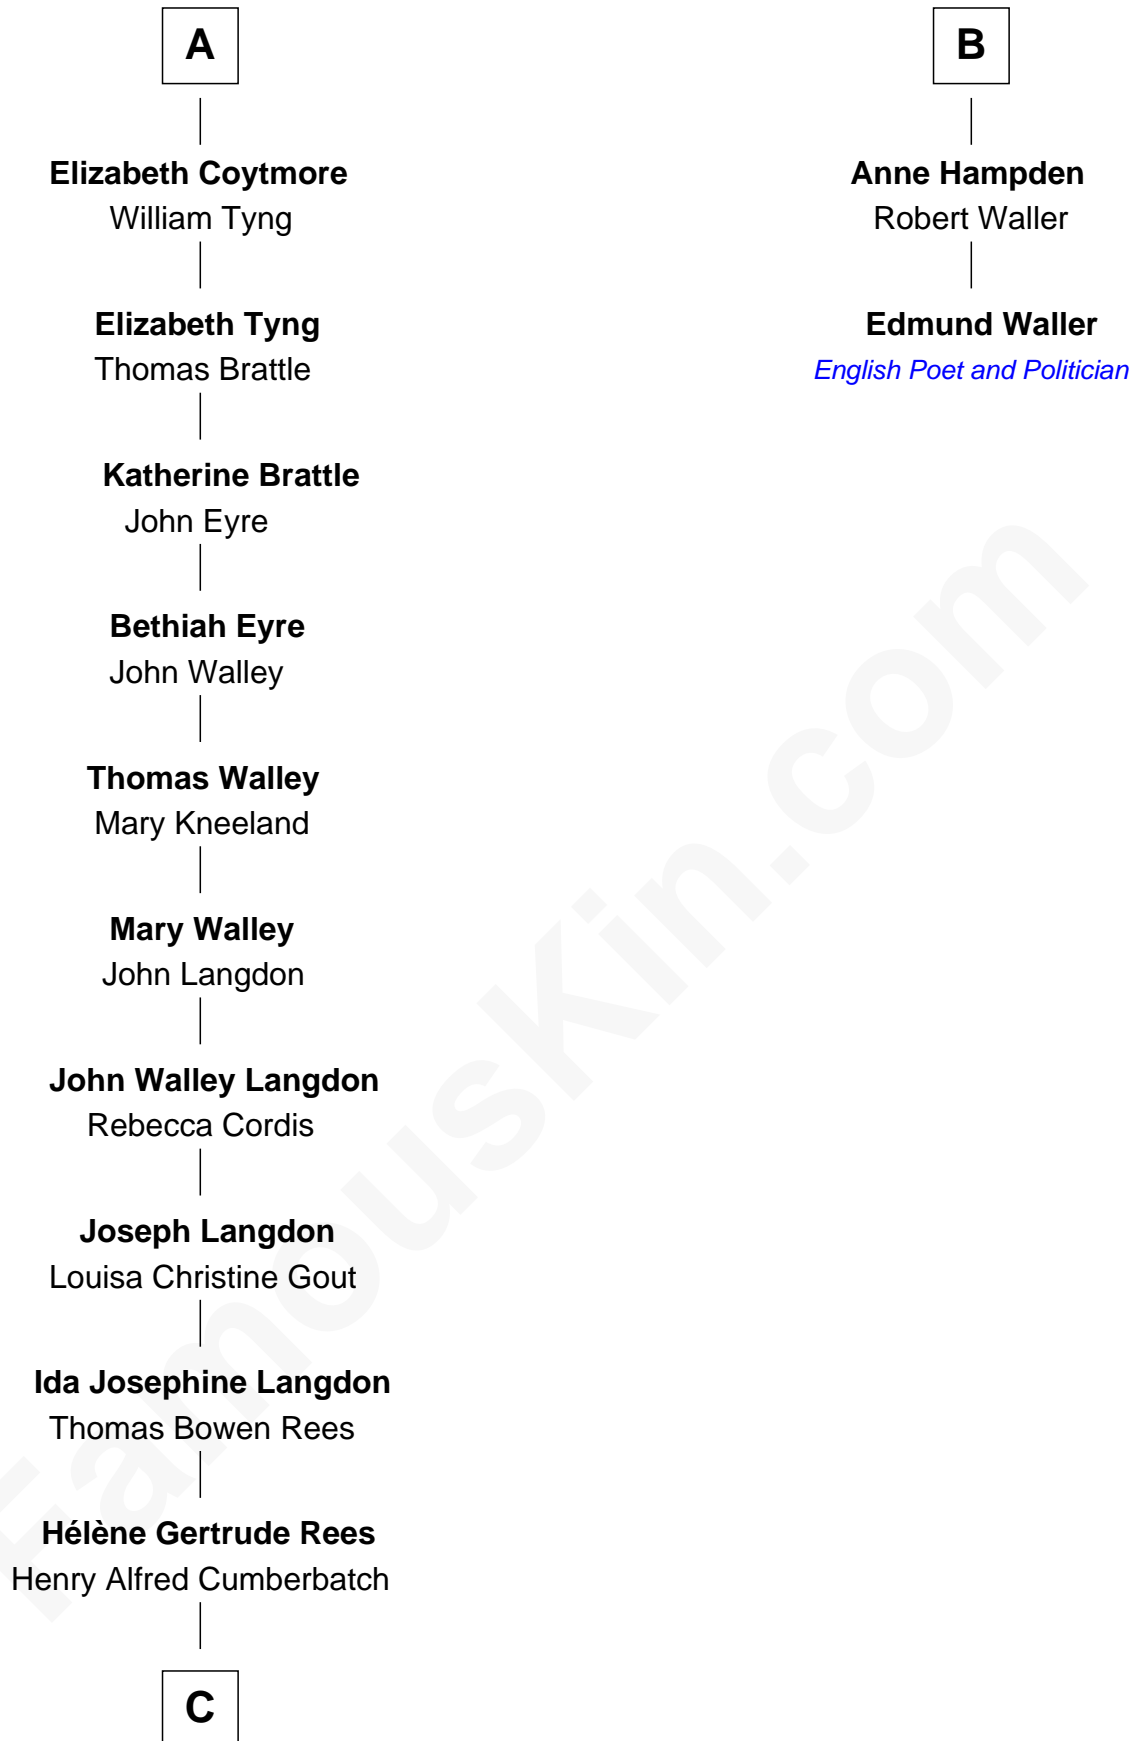 A
Elizabeth Coytmore
William Tyng
Elizabeth Tyng
Thomas Brattle
Katherine Brattle
John Eyre
Bethiah Eyre
John Walley
Thomas Walley
Mary Kneeland
Mary Walley
John Langdon
John Walley Langdon
Rebecca Cordis
Joseph Langdon
Louisa Christine Gout
Ida Josephine Langdon
Thomas Bowen Rees
Hélène Gertrude Rees
Henry Alfred Cumberbatch
C
B
Anne Hampden
Robert Waller
Edmund Waller
English Poet and Politician
FamousKin.com